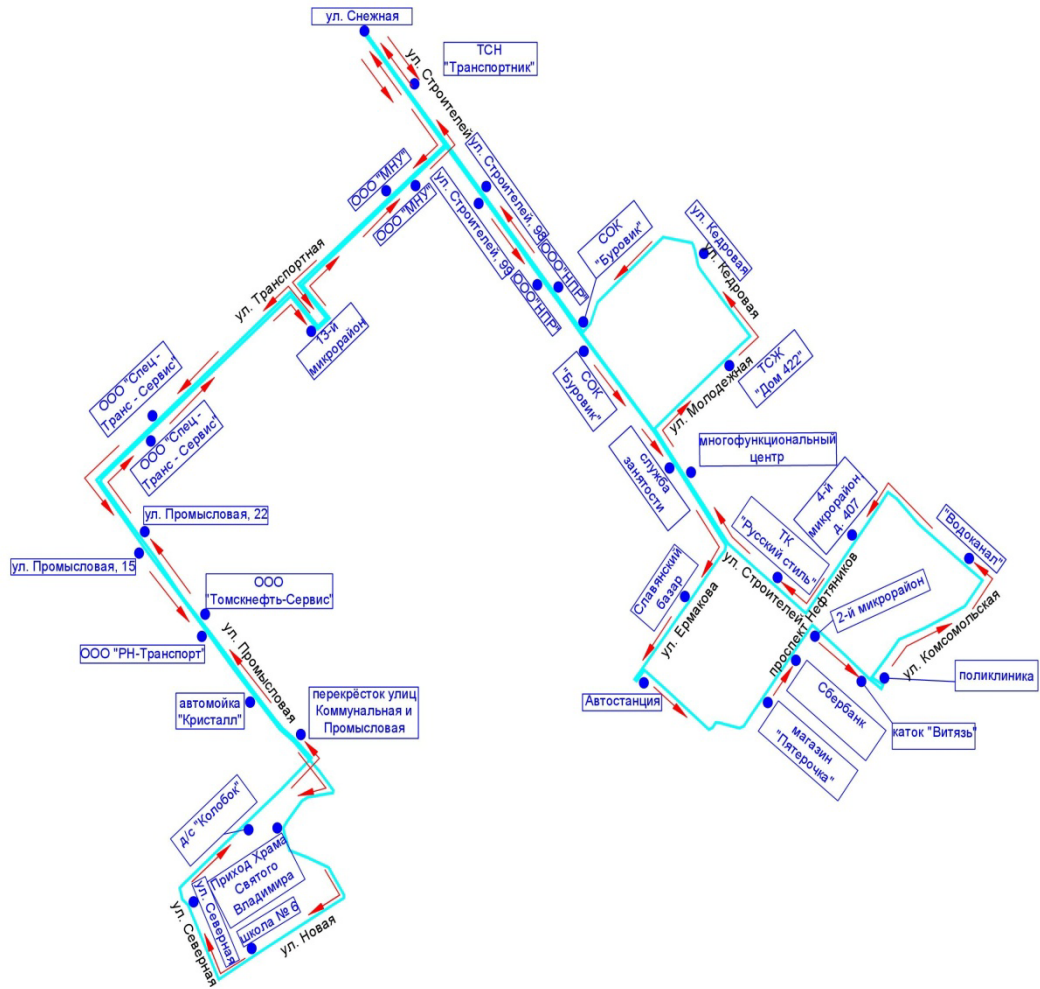 ул. Снежная
ТСН
"Транспортник"
ул. Строителей
ООО "МНУ"
ООО "МНУ"
ул. Строителей, 98
ул. Строителей, 99
ООО"НПР"
ООО"НПР"
СОК
"Буровик"
ул. Кедровая
ул. Кедровая
ул. Транспортная
13-й
микрорайон
СОК
"Буровик"
ТСЖ
"Дом 422"
ул. Молодежная
ООО "Спец -
Транс - Сервис"
ООО "Спец -
Транс - Сервис"
служба
занятости
многофункциональный
центр
4-й
микрорайон
д. 407
ТК
"Русский стиль"
"Водоканал"
ул. Промысловая, 22
ул. Промысловая, 15
Славянский
базар
ул. Строителей
проспект Нефтяников
2-й микрорайон
ул. Ермакова
ул. Комсомольская
ООО
"Томскнефть-Сервис"
ООО "РН-Транспорт"
ул. Промысловая
поликлиника
Автостанция
Сбербанк
автомойка
"Кристалл"
перекрёсток улиц
Коммунальная и
Промысловая
магазин
"Пятерочка"
каток "Витязь"
д/с "Колобок"
Приход Храма
Святого
Владимира
ул. Северная
ул. Северная
школа № 6
ул. Новая